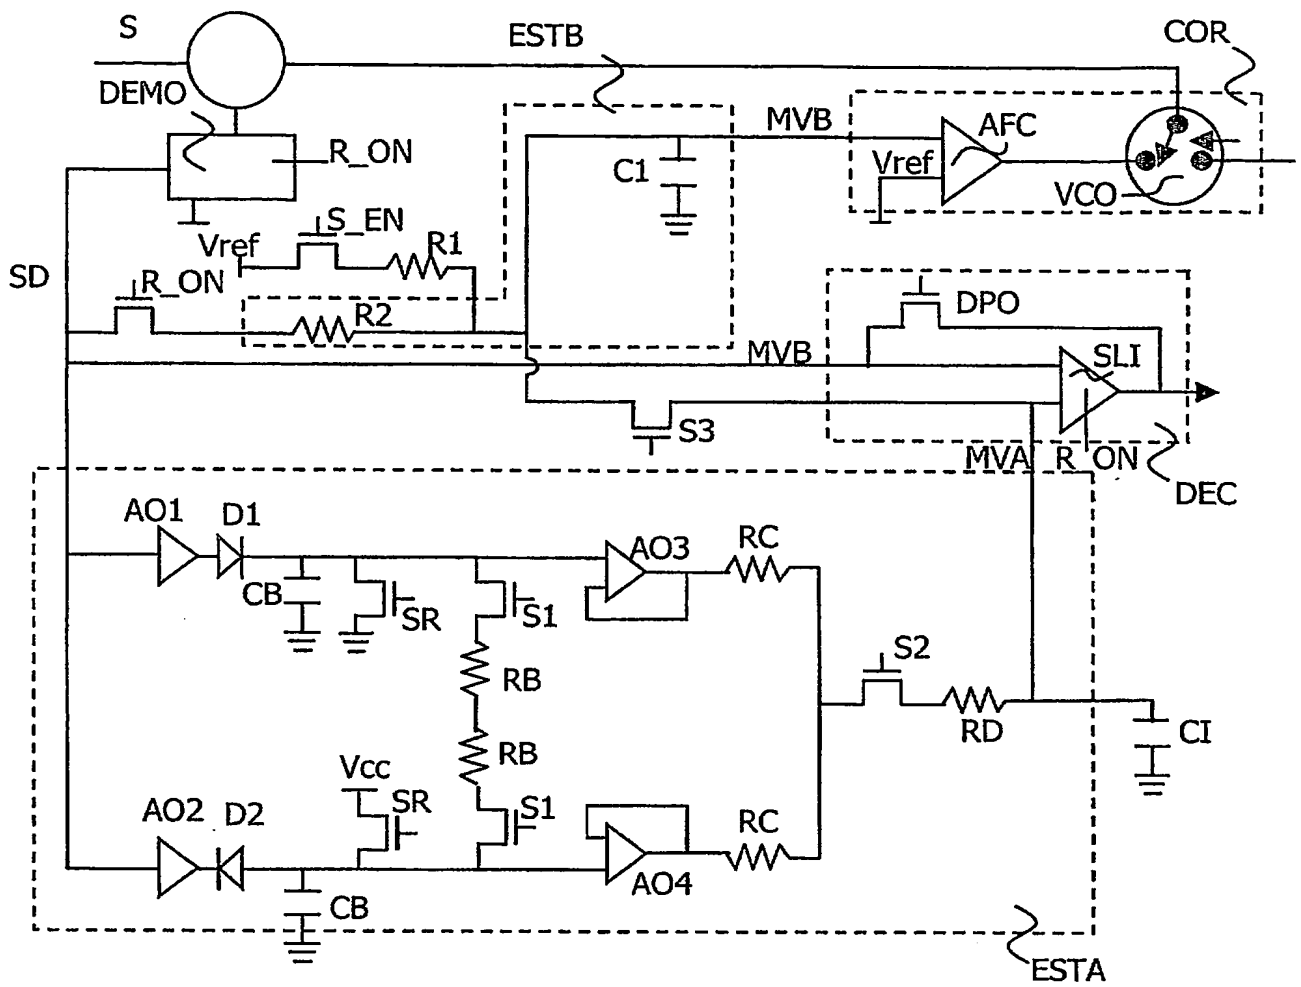 S
ESTB
COR
DEMO
MVB
AFC
R_ON
C1
Vref
VCO
S_EN
Vref
R1
SD
R_ON
R2
DPO
MVB
SLI
S3
MVA
R_ON
DEC
AO1
D1
AO3
RC
CB
SR
S1
S2
RB
RD
CI
RB
Vcc
SR
S1
AO2
D2
RC
AO4
CB
ESTA